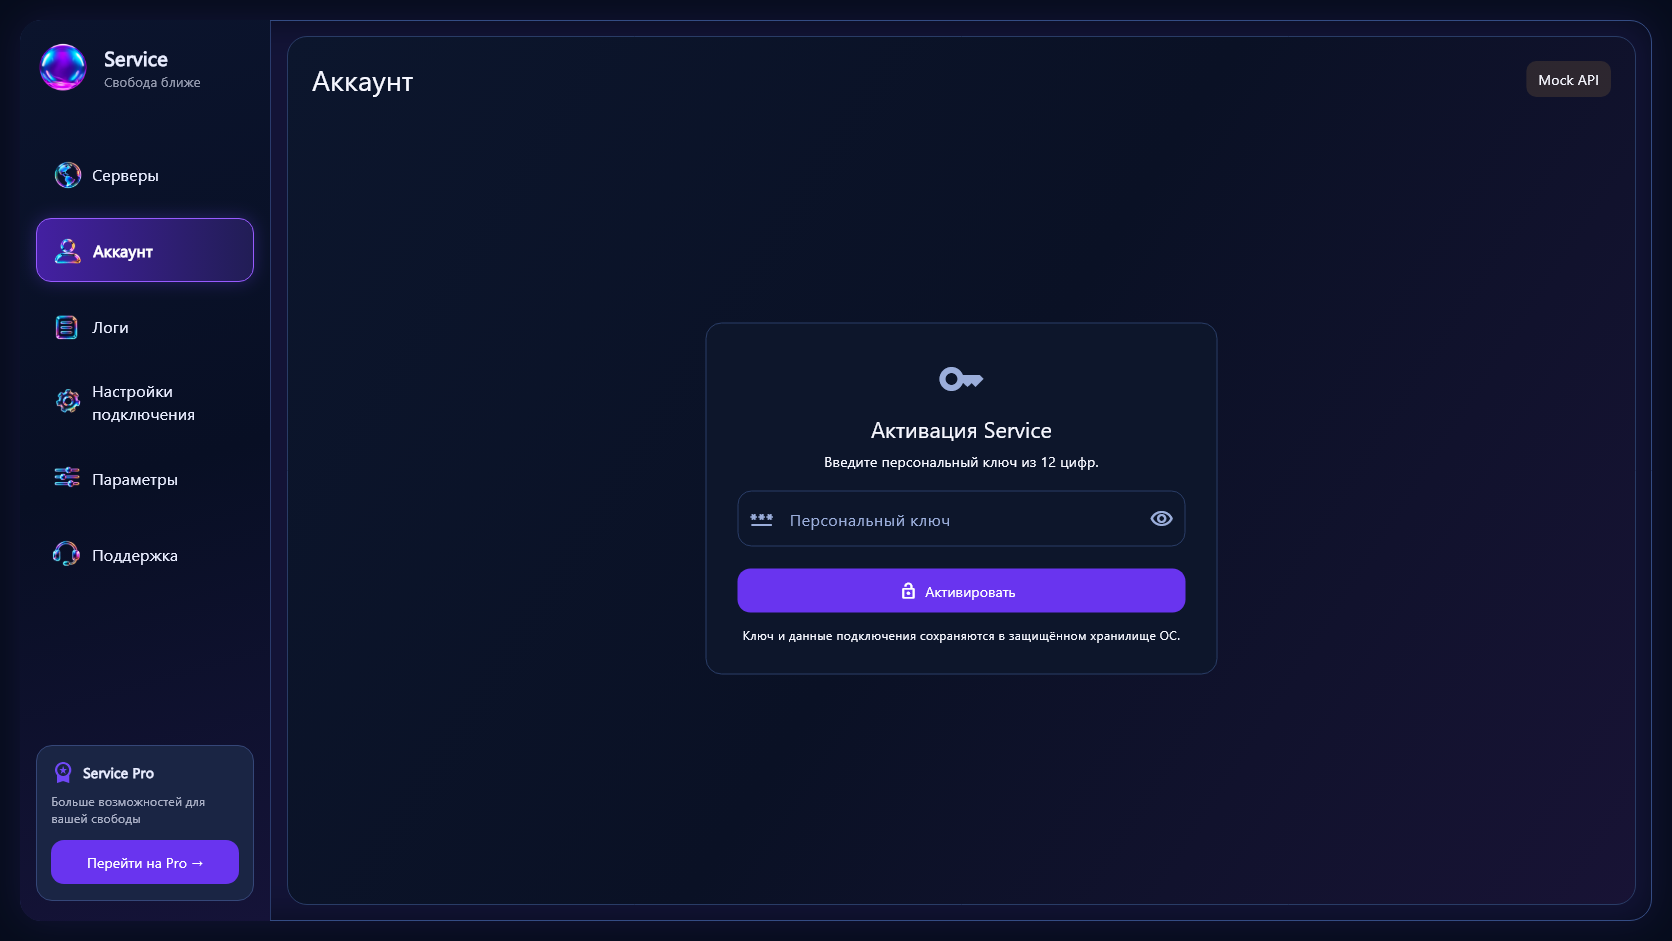 Service
Свобода ближе
Серверы
Аккаунт
Логи
Настройки
подключения
Параметры
Поддержка
Service Pro
Больше возможностей для
вашей свободы
Перейти на Pro →
Аккаунт
Mock API
Активация Service
Введите персональный ключ из 12 цифр.
Персональный ключ
Активировать
Ключ и данные подключения сохраняются в защищённом хранилище ОС.